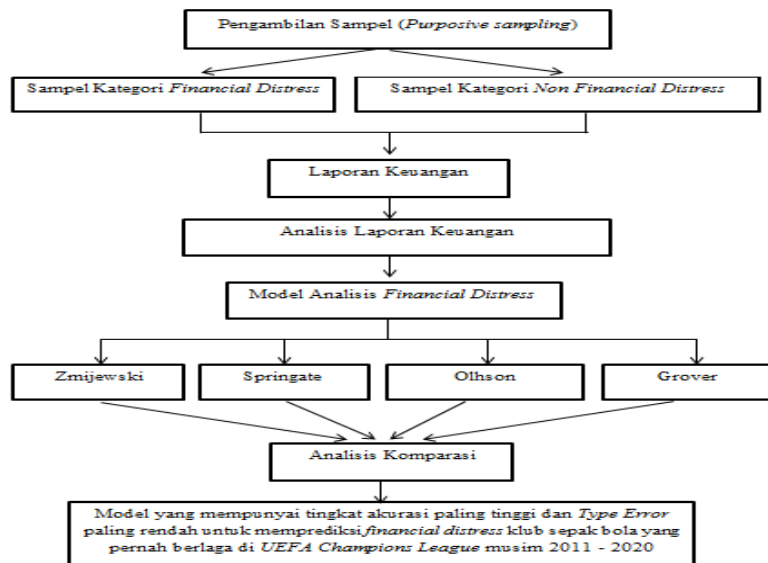 Pengambilan Sampel (Purposive sampling)
Sampel Kategori Financial Distress
Sampel Kategori Non Financial Distress
Laporan Keuangan
Analisis Laporan Keuangan
Model Analisis Financial Distress
Zmijewski
Springate
Olhson
Grover
Analisis Komparasi
Model yang mempunyai tingkat akurasi paling tinggi dan Type Error
paling rendah untuk memprediksi financial distress klub sepak bola yang
pernah berlaga di UEFA Champions League musim 2011 - 2020